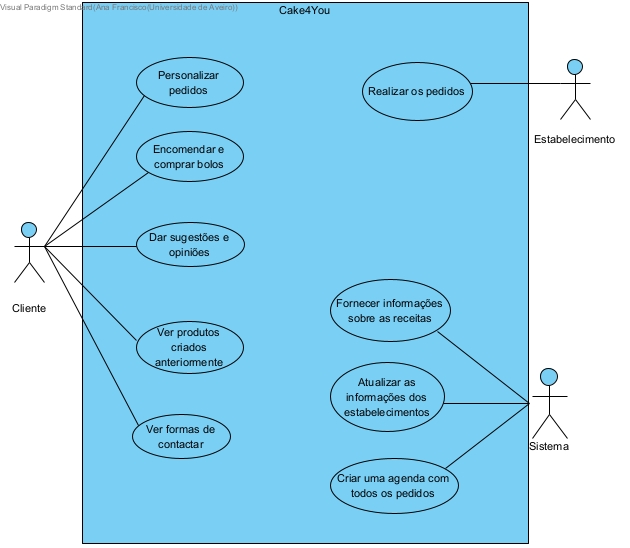 Visual Paradigm Standard(Ana Francisco(Universidade de Aveiro))
Cake4You
Personalizar
pedidos
Realizar os pedidos
Estabelecimento
Encomendar e
comprar bolos
Dar sugestões e
opiniões
Cliente
Fornecer informações
sobre as receitas
Ver produtos
criados
anteriormente
Atualizar as
informações dos
estabelecimentos
Sistema
Ver formas de
contactar
Criar uma agenda com
todos os pedidos